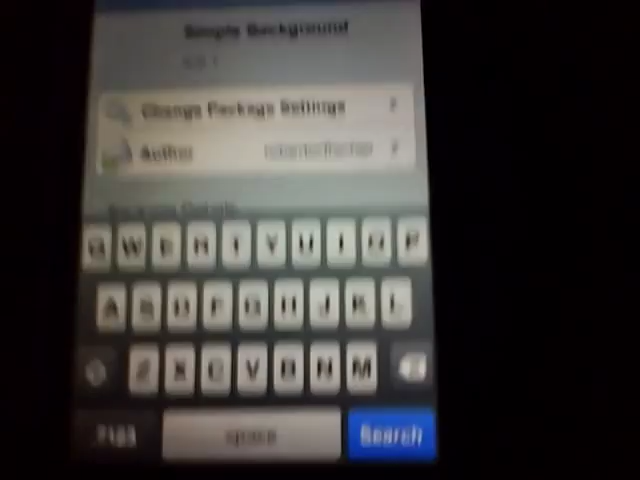 Simple Background
Change Package Settings
Author
Q W E R T Y U I O P
A S D F G H J K L
Z X C V B N M
.?123 space Search